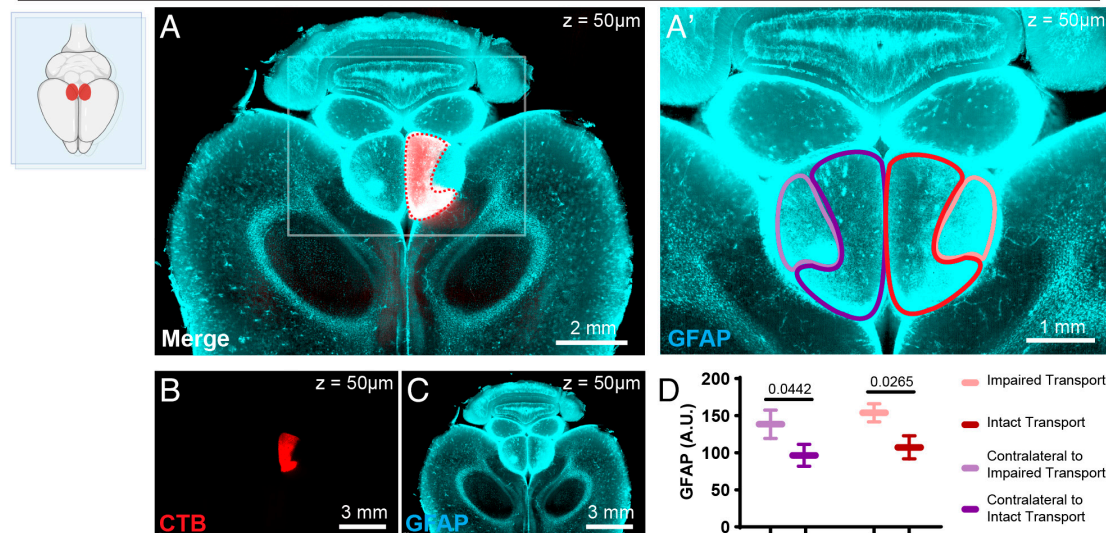 A
z = 50µm
Merge
2 mm
A'
z = 50µm
GFAP
1 mm
B
z = 50µm
CTB
3 mm
C
z = 50µm
GFAP
3 mm
D
GFAP (A.U.)
200
150
100
50
0
0.0442
0.0265
Impaired Transport
Intact Transport
Contralateral to
Impaired Transport
Contralateral to
Intact Transport